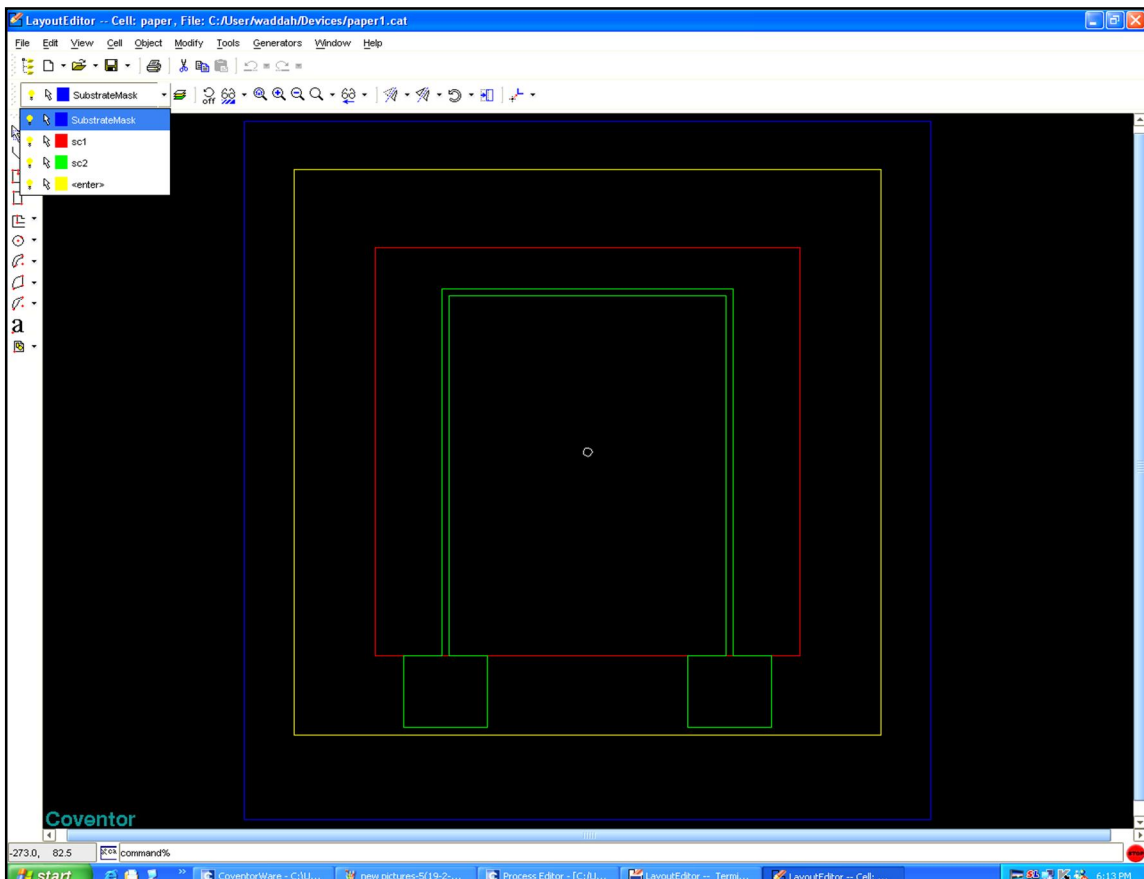 LayoutEditor -- Cell: paper, File: C:/User/waddah/Devices/paper1.cat
File Edit View Cell Object Modify Tools Generators Window Help
SubstrateMask
off
SubstrateMask
sc1
sc2
<enter>
a
Coventor
-273.0, 82.5 command%
STOP
start CoventorWare - C:\U... new pictures-5(19-2-... Process Editor - [C:/U... LayoutEditor -- Termi... LayoutEditor -- Cell: ... 6:13 PM